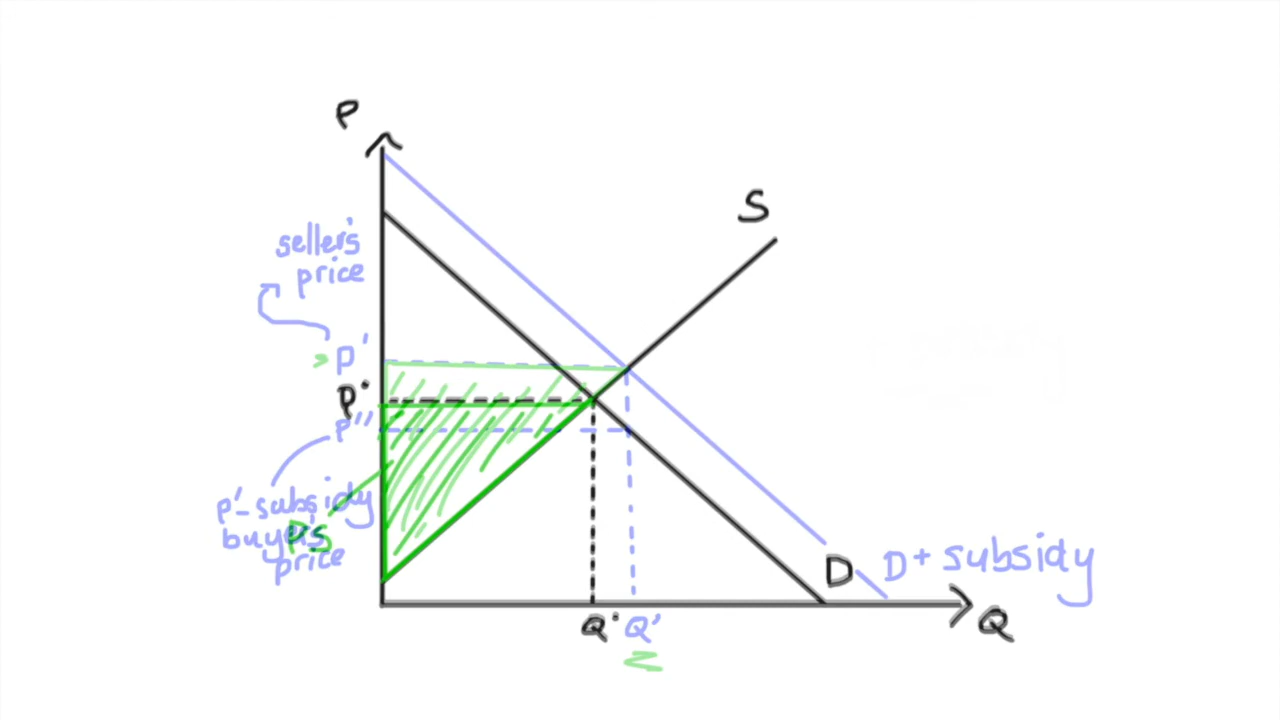 P
S
seller's
price
P'
P*
P''
P'-subsidy
buyer's
price
PS
D
D+subsidy
Q
Q*
Q'